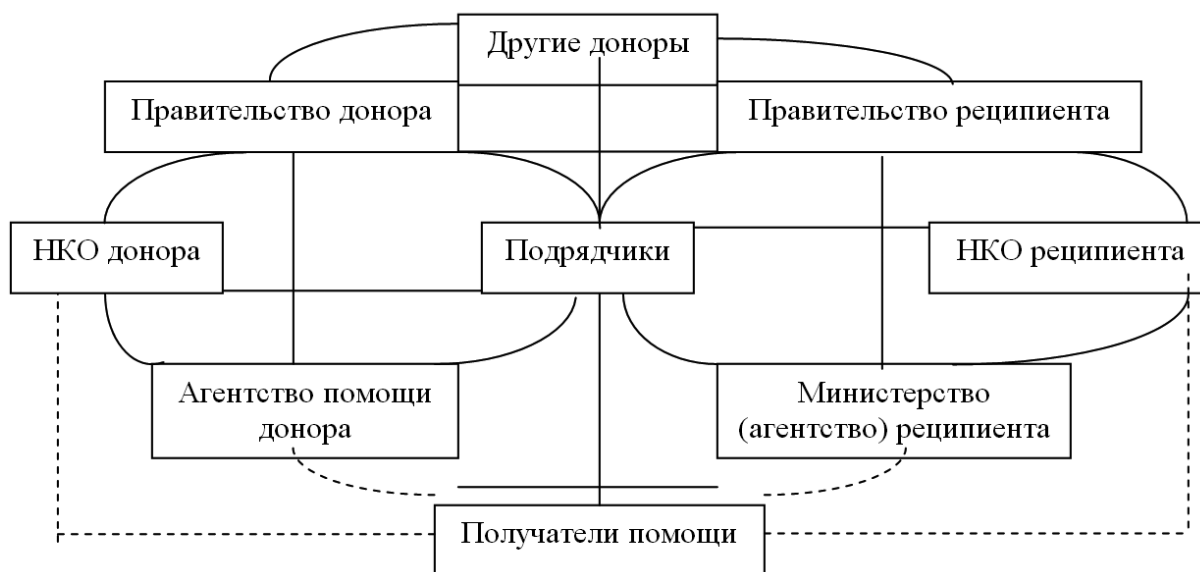 Другие доноры
Правительство донора
Правительство реципиента
НКО донора
Подрядчики
НКО реципиента
Агентство помощи
донора
Министерство
(агентство) реципиента
Получатели помощи